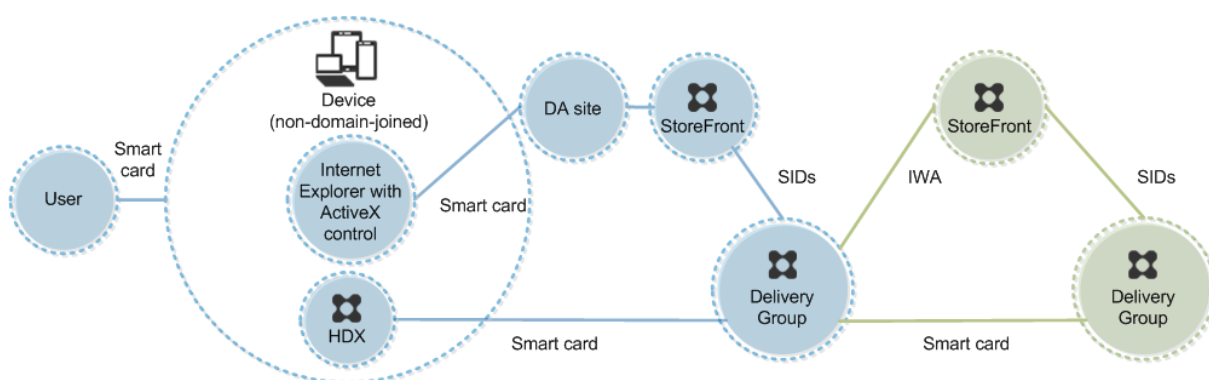 User
Smart
card
Device
(non-domain-joined)
Internet
Explorer with
ActiveX
control
HDX
Smart card
DA site
StoreFront
SIDs
Delivery
Group
Smart card
IWA
StoreFront
SIDs
Delivery
Group
Smart card